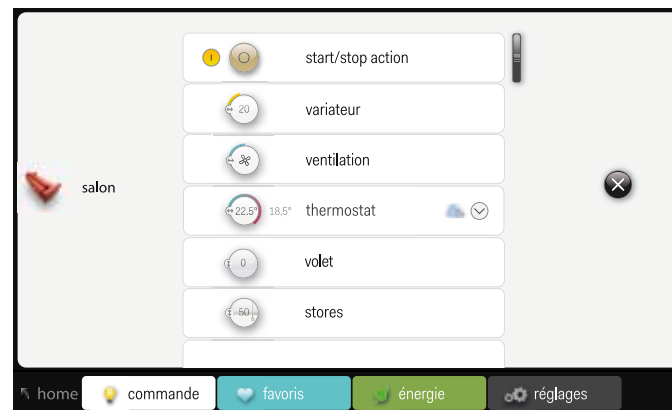 start/stop action
20 variateur
ventilation
salon
22.5° 18,5° thermostat
0 volet
50 stores
home commande favoris énergie réglages